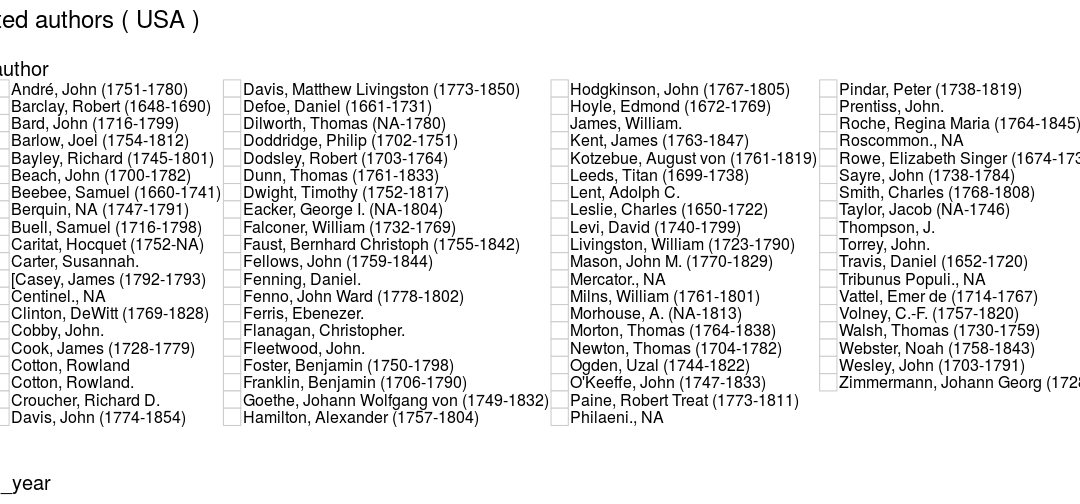 ted authors ( USA )
author
André, John (1751-1780)
Barclay, Robert (1648-1690)
Bard, John (1716-1799)
Barlow, Joel (1754-1812)
Bayley, Richard (1745-1801)
Beach, John (1700-1782)
Beebee, Samuel (1660-1741)
Berquin, NA (1747-1791)
Buell, Samuel (1716-1798)
Caritat, Hocquet (1752-NA)
Carter, Susannah.
[Casey, James (1792-1793)
Centinel., NA
Clinton, DeWitt (1769-1828)
Cobby, John.
Cook, James (1728-1779)
Cotton, Rowland
Cotton, Rowland.
Croucher, Richard D.
Davis, John (1774-1854)
Davis, Matthew Livingston (1773-1850)
Defoe, Daniel (1661-1731)
Dilworth, Thomas (NA-1780)
Doddridge, Philip (1702-1751)
Dodsley, Robert (1703-1764)
Dunn, Thomas (1761-1833)
Dwight, Timothy (1752-1817)
Eacker, George I. (NA-1804)
Falconer, William (1732-1769)
Faust, Bernhard Christoph (1755-1842)
Fellows, John (1759-1844)
Fenning, Daniel.
Fenno, John Ward (1778-1802)
Ferris, Ebenezer.
Flanagan, Christopher.
Fleetwood, John.
Foster, Benjamin (1750-1798)
Franklin, Benjamin (1706-1790)
Goethe, Johann Wolfgang von (1749-1832)
Hamilton, Alexander (1757-1804)
Hodgkinson, John (1767-1805)
Hoyle, Edmond (1672-1769)
James, William.
Kent, James (1763-1847)
Kotzebue, August von (1761-1819)
Leeds, Titan (1699-1738)
Lent, Adolph C.
Leslie, Charles (1650-1722)
Levi, David (1740-1799)
Livingston, William (1723-1790)
Mason, John M. (1770-1829)
Mercator., NA
Milns, William (1761-1801)
Morhouse, A. (NA-1813)
Morton, Thomas (1764-1838)
Newton, Thomas (1704-1782)
Ogden, Uzal (1744-1822)
O'Keeffe, John (1747-1833)
Paine, Robert Treat (1773-1811)
Philaeni., NA
Pindar, Peter (1738-1819)
Prentiss, John.
Roche, Regina Maria (1764-1845)
Roscommon., NA
Rowe, Elizabeth Singer (1674-173
Sayre, John (1738-1784)
Smith, Charles (1768-1808)
Taylor, Jacob (NA-1746)
Thompson, J.
Torrey, John.
Travis, Daniel (1652-1720)
Tribunus Populi., NA
Vattel, Emer de (1714-1767)
Volney, C.-F. (1757-1820)
Walsh, Thomas (1730-1759)
Webster, Noah (1758-1843)
Wesley, John (1703-1791)
Zimmermann, Johann Georg (1728
_year